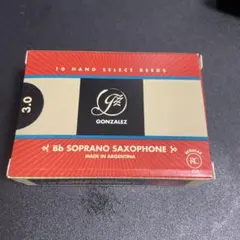 10 HAND SELECT REEDS
3.0
GONZALEZ
Bb SOPRANO SAXOPHONE
MADE IN ARGENTINA